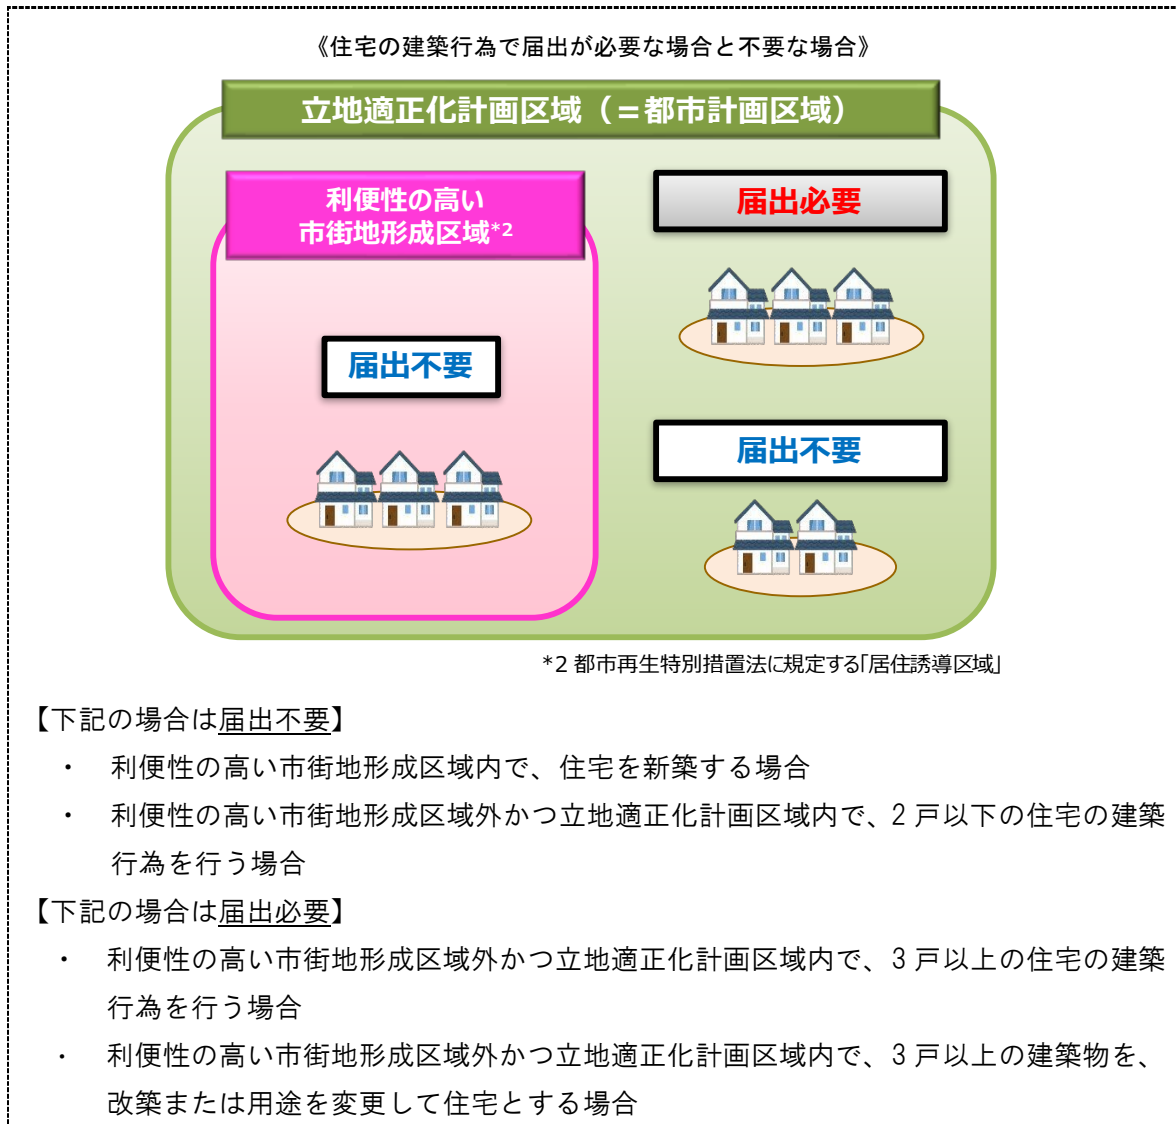 《住宅の建築行為で届出が必要な場合と不要な場合》
立地適正化計画区域（＝都市計画区域）
利便性の高い
市街地形成区域*2
届出必要
届出不要
届出不要
*2 都市再生特別措置法に規定する「居住誘導区域」
【下記の場合は届出不要】
・ 利便性の高い市街地形成区域内で、住宅を新築する場合
・ 利便性の高い市街地形成区域外かつ立地適正化計画区域内で、2 戸以下の住宅の建築
行為を行う場合
【下記の場合は届出必要】
・ 利便性の高い市街地形成区域外かつ立地適正化計画区域内で、3 戸以上の住宅の建築
行為を行う場合
・ 利便性の高い市街地形成区域外かつ立地適正化計画区域内で、3 戸以上の建築物を、
改築または用途を変更して住宅とする場合